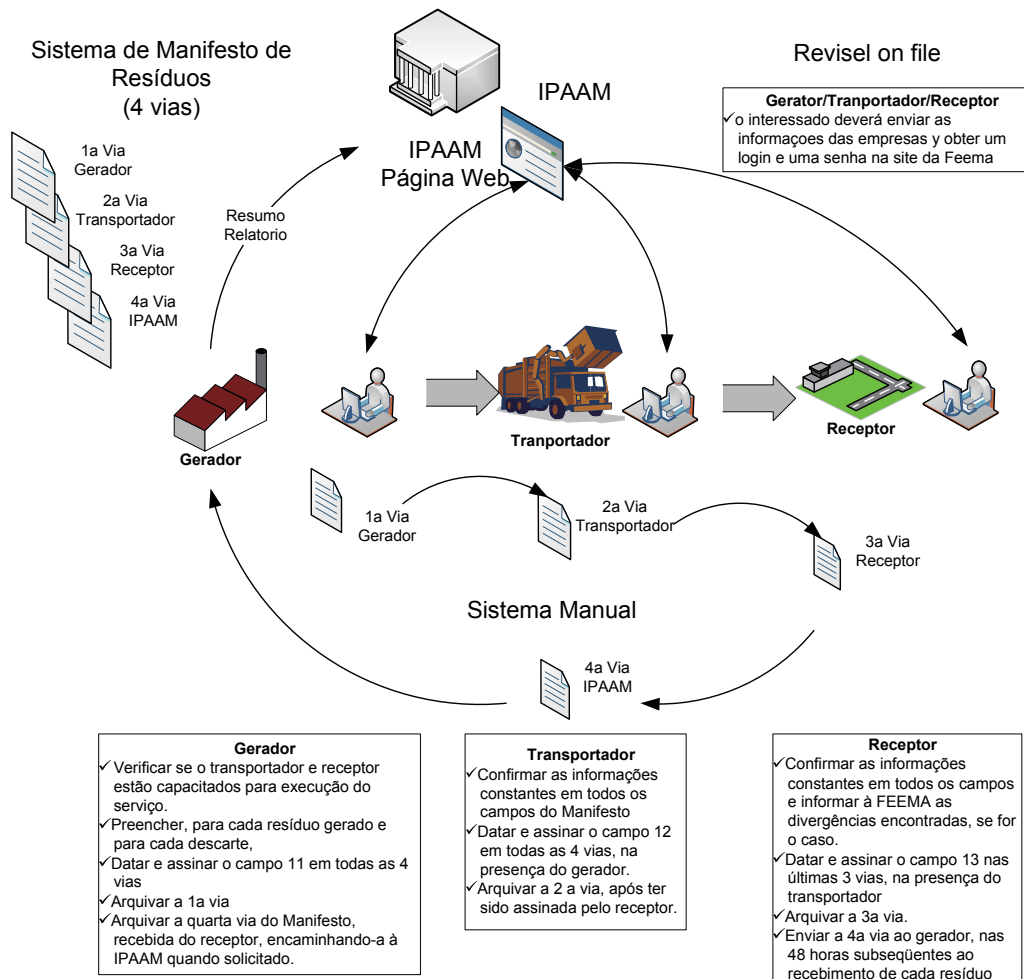 Sistema de Manifesto de
Resíduos
(4 vias)
IPAAM
Revisel on file
Gerator/Tranportador/Receptor
✓o interessado deverá enviar as
informaçoes das empresas y obter um
login e uma senha na site da Feema
1a Via
Gerador
2a Via
Transportador
3a Via
Receptor
4a Via
IPAAM
IPAAM
Página Web
Resumo
Relatorio
Gerador
Tranportador
Receptor
1a Via
Gerador
2a Via
Transportador
3a Via
Receptor
Sistema Manual
4a Via
IPAAM
Gerador
✓Verificar se o transportador e receptor
estão capacitados para execução do
serviço.
✓Preencher, para cada resíduo gerado e
para cada descarte,
✓Datar e assinar o campo 11 em todas as 4
vias
✓Arquivar a 1a via
✓Arquivar a quarta via do Manifesto,
recebida do receptor, encaminhando-a à
IPAAM quando solicitado.
Transportador
✓Confirmar as informações
constantes em todos os
campos do Manifesto
✓Datar e assinar o campo 12
em todas as 4 vias, na
presença do gerador.
✓Arquivar a 2 a via, após ter
sido assinada pelo receptor.
Receptor
✓Confirmar as informações
constantes em todos os campos
e informar à FEEMA as
divergências encontradas, se for
o caso.
✓Datar e assinar o campo 13 nas
últimas 3 vias, na presença do
transportador
✓Arquivar a 3a via.
✓Enviar a 4a via ao gerador, nas
48 horas subseqüentes ao
recebimento de cada resíduo